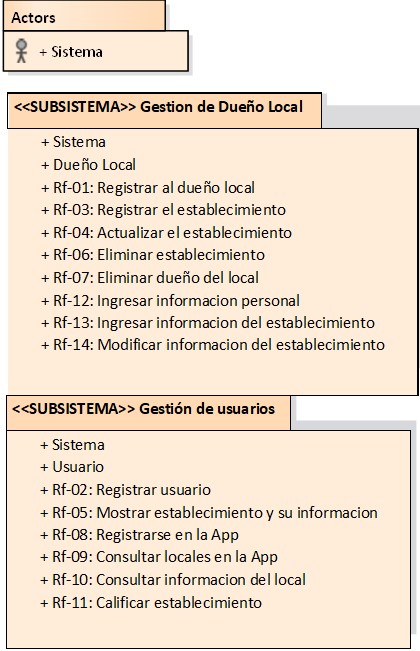 Actors
+ Sistema
<<SUBSISTEMA>> Gestion de Dueño Local
+ Sistema
+ Dueño Local
+ Rf-01: Registrar al dueño local
+ Rf-03: Registrar el establecimiento
+ Rf-04: Actualizar el establecimiento
+ Rf-06: Eliminar establecimiento
+ Rf-07: Eliminar dueño del local
+ Rf-12: Ingresar informacion personal
+ Rf-13: Ingresar informacion del establecimiento
+ Rf-14: Modificar informacion del establecimiento
<<SUBSISTEMA>> Gestión de usuarios
+ Sistema
+ Usuario
+ Rf-02: Registrar usuario
+ Rf-05: Mostrar establecimiento y su informacion
+ Rf-08: Registrarse en la App
+ Rf-09: Consultar locales en la App
+ Rf-10: Consultar informacion del local
+ Rf-11: Calificar establecimiento